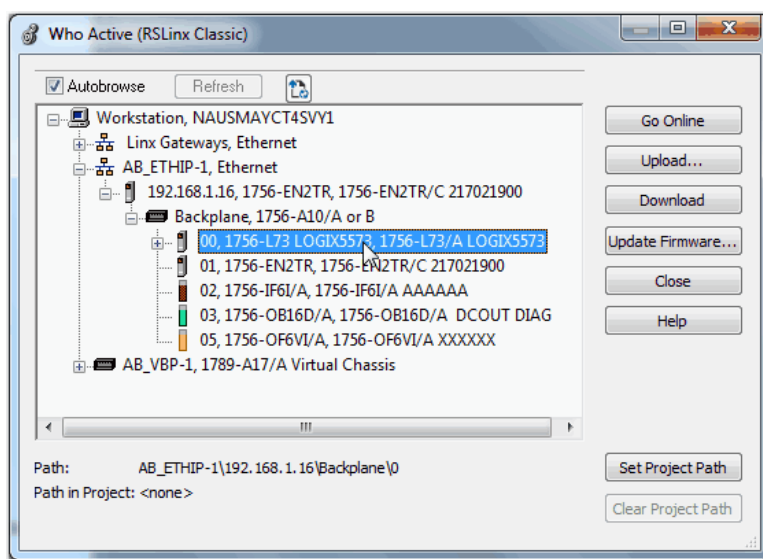 Who Active (RSLinx Classic)
Autobrowse Refresh
Workstation, NAUSMAYCT4SVY1
Linx Gateways, Ethernet
AB_ETHIP-1, Ethernet
192.168.1.16, 1756-EN2TR, 1756-EN2TR/C 217021900
Backplane, 1756-A10/A or B
00, 1756-L73 LOGIX5573, 1756-L73/A LOGIX5573
01, 1756-EN2TR, 1756-EN2TR/C 217021900
02, 1756-IF6I/A, 1756-IF6I/A AAAAAA
03, 1756-OB16D/A, 1756-OB16D/A DCOUT DIAG
05, 1756-OF6VI/A, 1756-OF6VI/A XXXXXX
AB_VBP-1, 1789-A17/A Virtual Chassis
Go Online
Upload...
Download
Update Firmware...
Close
Help
Path: AB_ETHIP-1\192.168.1.16\Backplane\0
Path in Project: <none>
Set Project Path
Clear Project Path